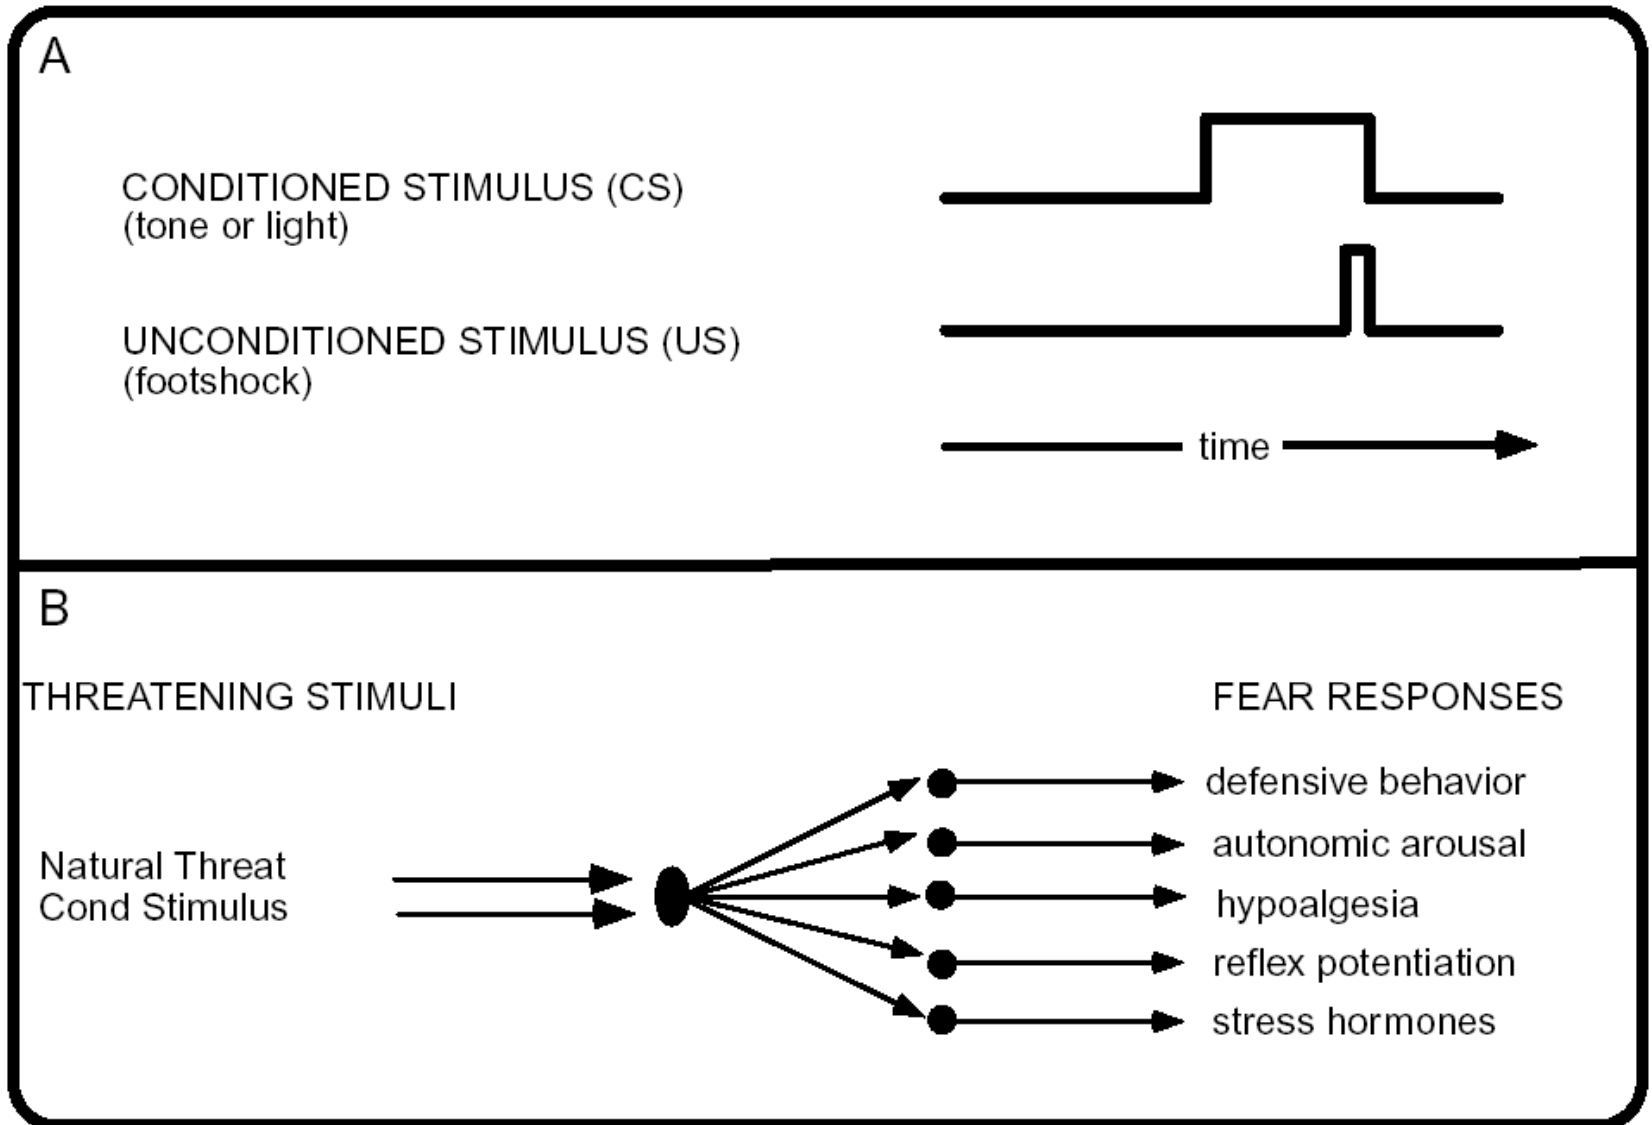 A
CONDITIONED STIMULUS (CS)
(tone or light)
UNCONDITIONED STIMULUS (US)
(footshock)
time
B
THREATENING STIMULI
FEAR RESPONSES
Natural Threat
Cond Stimulus
defensive behavior
autonomic arousal
hypoalgesia
reflex potentiation
stress hormones